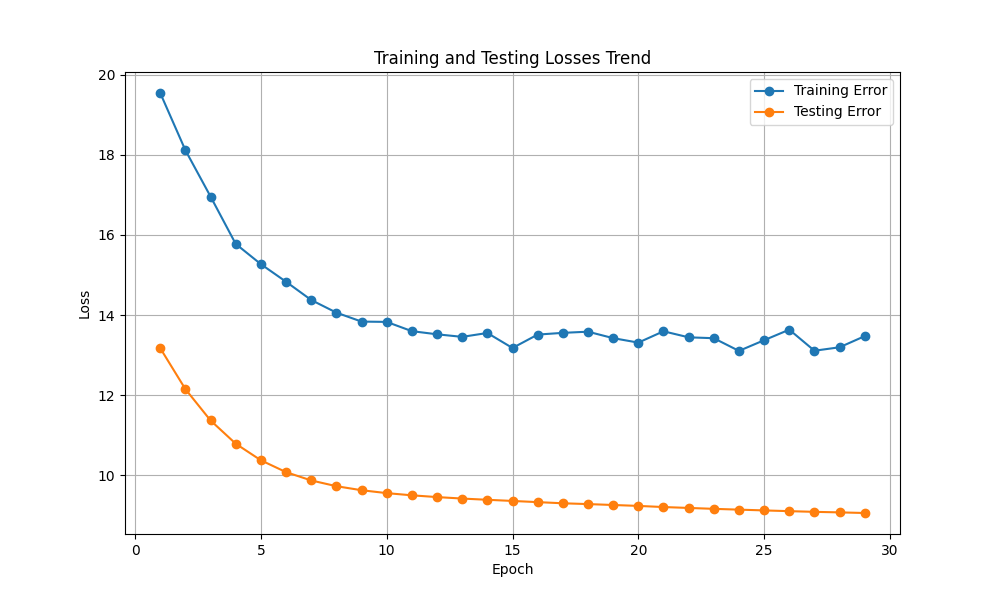 Training and Testing Losses Trend
Training Error
Testing Error
Loss
20
18
16
14
12
10
0 5 10 15 20 25 30
Epoch